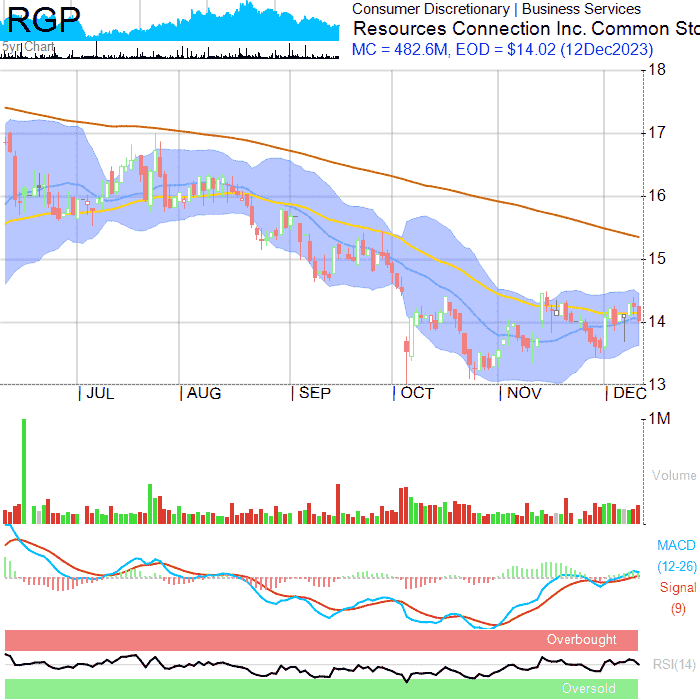 RGP
5yr Chart
Consumer Discretionary | Business Services
Resources Connection Inc. Common Sto
MC = 482.6M, EOD = $14.02 (12Dec2023)
18
17
16
15
14
13
JUL
AUG
SEP
OCT
NOV
DEC
1M
Volume
MACD
(12-26)
Signal
(9)
Overbought
RSI(14)
Oversold